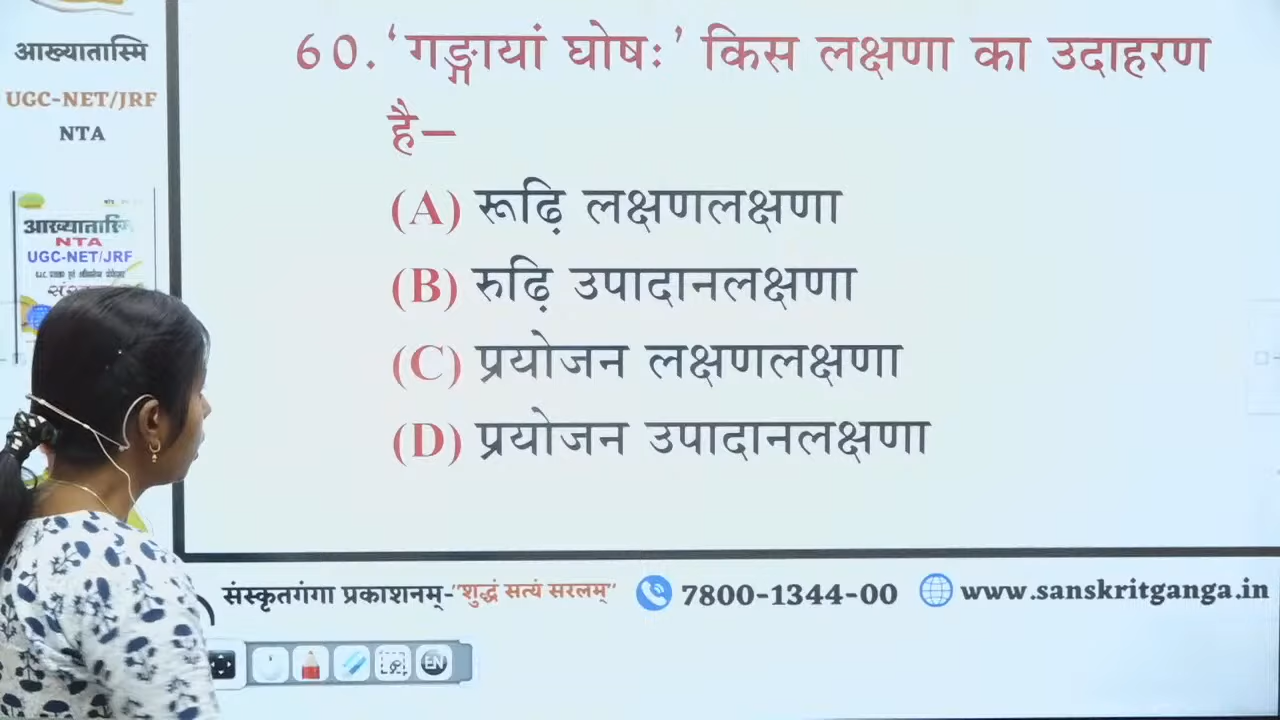 आख्यातास्मि
UGC-NET/JRF
NTA
आख्यातास्मि
NTA
UGC-NET/JRF
60. ‘गङ्गायां घोषः’ किस लक्षणा का उदाहरण
है–
(A) रूढ़ि लक्षणलक्षणा
(B) रुढ़ि उपादानलक्षणा
(C) प्रयोजन लक्षणलक्षणा
(D) प्रयोजन उपादानलक्षणा
संस्कृतगंगा प्रकाशनम्-"शुद्धं सत्यं सरलम्" 7800-1344-00 www.sanskritganga.in
EN